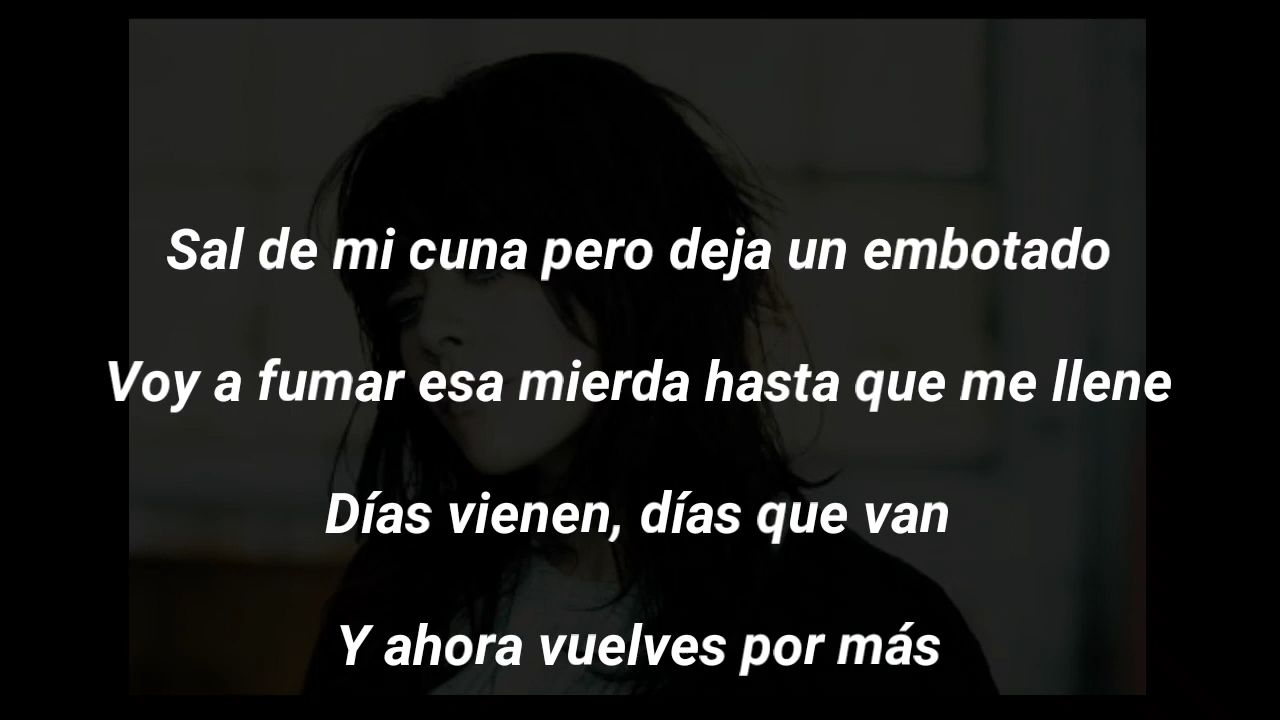 Sal de mi cuna pero deja un embotado
Voy a fumar esa mierda hasta que me llene
Días vienen, días que van
Y ahora vuelves por más